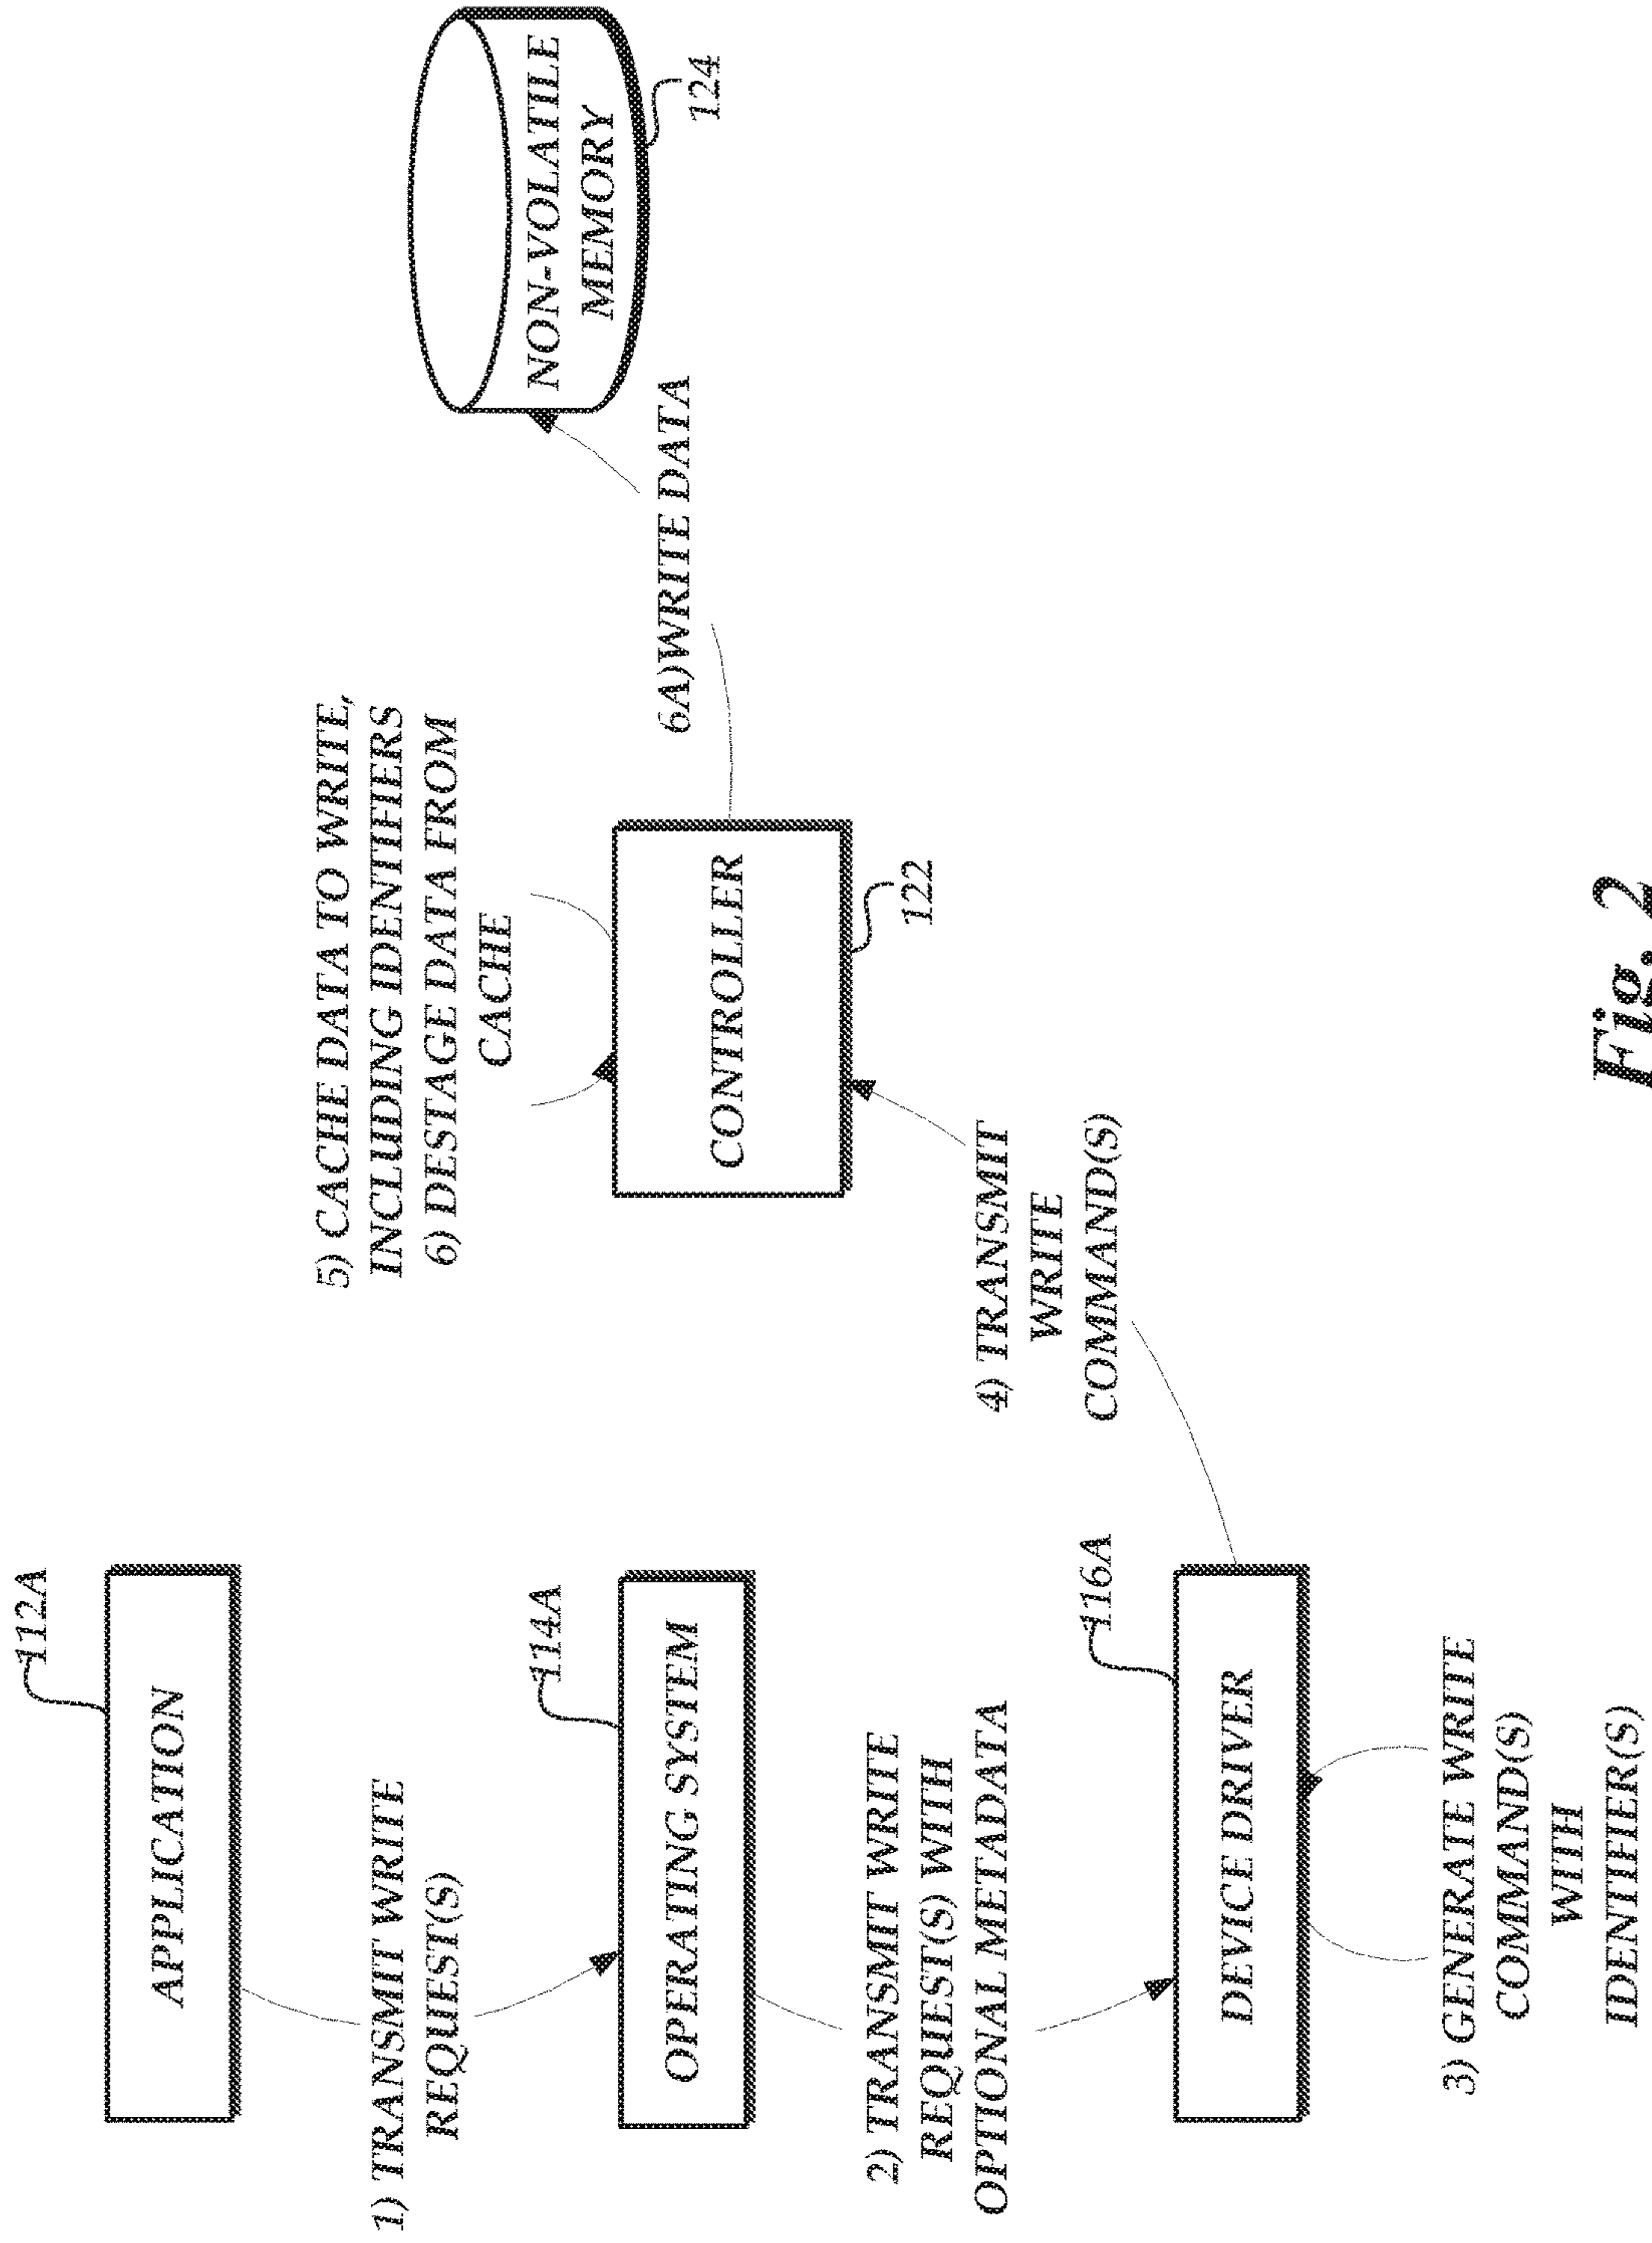 112A
APPLICATION
1) TRANSMIT WRITE
REQUEST(S)
114A
OPERATING SYSTEM
2) TRANSMIT WRITE
REQUEST(S) WITH
OPTIONAL METADATA
116A
DEVICE DRIVER
3) GENERATE WRITE
COMMAND(S)
WITH
IDENTIFIER(S)
4) TRANSMIT
WRITE
COMMAND(S)
5) CACHE DATA TO WRITE,
INCLUDING IDENTIFIERS
6) DESTAGE DATA FROM
CACHE
CONTROLLER
122
6A)WRITE DATA
NON-VOLATILE
MEMORY
124
Fig. 2